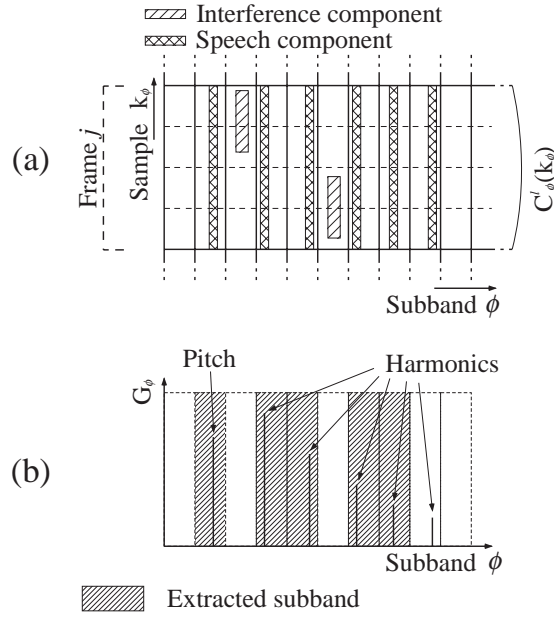 Interference component
Speech component
(a)
Frame j
Sample k_ϕ
C^l_ϕ(k_ϕ)
Subband ϕ
(b)
G_ϕ
Pitch
Harmonics
Subband ϕ
Extracted subband